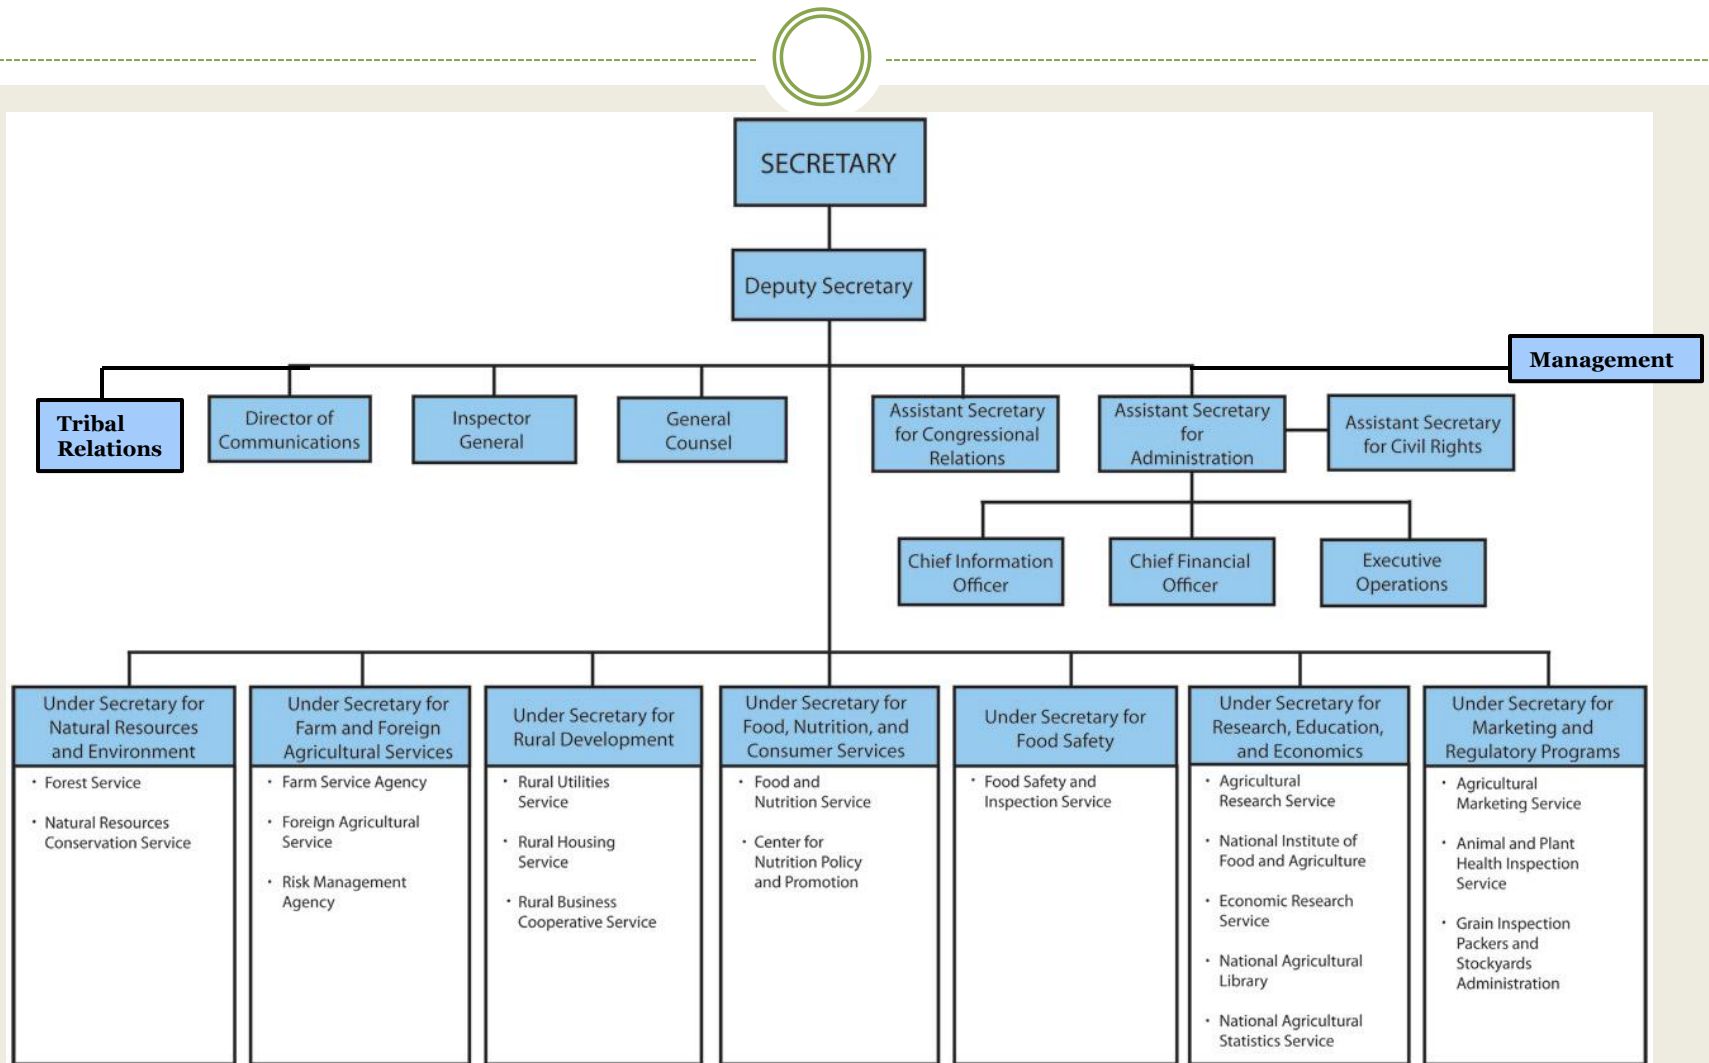 SECRETARY
Deputy Secretary
Management
Tribal
Relations
Director of
Communications
Inspector
General
General
Counsel
Assistant Secretary
for Congressional
Relations
Assistant Secretary
for
Administration
Assistant Secretary
for Civil Rights
Chief Information
Officer
Chief Financial
Officer
Executive
Operations
Under Secretary for
Natural Resources
and Environment
· Forest Service
· Natural Resources
Conservation Service
Under Secretary for
Farm and Foreign
Agricultural Services
· Farm Service Agency
· Foreign Agricultural
Service
· Risk Management
Agency
Under Secretary for
Rural Development
· Rural Utilities
Service
· Rural Housing
Service
· Rural Business
Cooperative Service
Under Secretary for
Food, Nutrition, and
Consumer Services
· Food and
Nutrition Service
· Center for
Nutrition Policy
and Promotion
Under Secretary for
Food Safety
· Food Safety and
Inspection Service
Under Secretary for
Research, Education,
and Economics
· Agricultural
Research Service
· National Institute of
Food and Agriculture
· Economic Research
Service
· National Agricultural
Library
· National Agricultural
Statistics Service
Under Secretary for
Marketing and
Regulatory Programs
· Agricultural
Marketing Service
· Animal and Plant
Health Inspection
Service
· Grain Inspection
Packers and
Stockyards
Administration